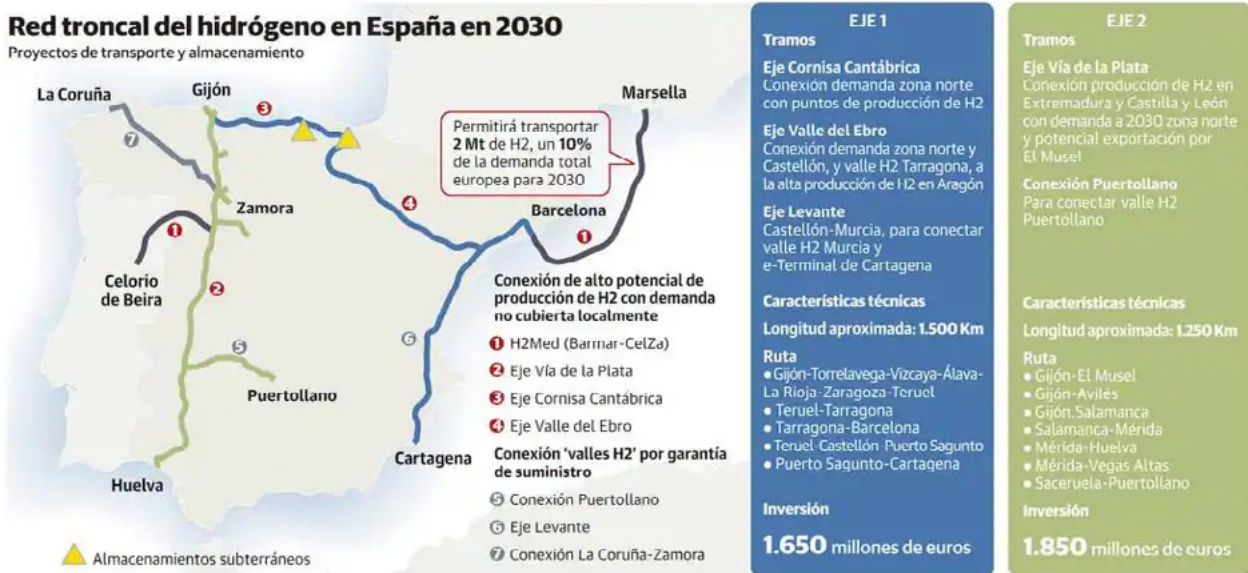 Red troncal del hidrógeno en España en 2030
Proyectos de transporte y almacenamiento
La Coruña
Gijón
3
Marsella
7
Permitirá transportar
2 Mt de H2, un 10%
de la demanda total
europea para 2030
Zamora
4
Barcelona
1
1
Celorio
de Beira
2
6
5
Puertollano
Cartagena
Huelva
Almacenamientos subterráneos
Conexión de alto potencial de
producción de H2 con demanda
no cubierta localmente
1 H2Med (Barmar-CelZa)
2 Eje Vía de la Plata
3 Eje Cornisa Cantábrica
4 Eje Valle del Ebro
Conexión ‘valles H2’ por garantía
de suministro
5 Conexión Puertollano
6 Eje Levante
7 Conexión La Coruña-Zamora
EJE 1
Tramos
Eje Cornisa Cantábrica
Conexión demanda zona norte
con puntos de producción de H2
Eje Valle del Ebro
Conexión demanda zona norte y
Castellón, y valle H2 Tarragona, a
la alta producción de H2 en Aragón
Eje Levante
Castellón-Murcia, para conectar
valle H2 Murcia y
e-Terminal de Cartagena
Características técnicas
Longitud aproximada: 1.500 Km
Ruta
• Gijón-Torrelavega-Vizcaya-Álava-
La Rioja-Zaragoza-Teruel
• Teruel-Tarragona
• Tarragona-Barcelona
• Teruel-Castellón-Puerto Sagunto
• Puerto Sagunto-Cartagena
Inversión
1.650 millones de euros
EJE 2
Tramos
Eje Vía de la Plata
Conexión producción de H2 en
Extremadura y Castilla y León
con demanda a 2030 zona norte
y potencial exportación por
El Musel
Conexión Puertollano
Para conectar valle H2
Puertollano
Características técnicas
Longitud aproximada: 1.250 Km
Ruta
• Gijón-El Musel
• Gijón-Avilés
• Gijón.Salamanca
• Salamanca-Mérida
• Mérida-Huelva
• Mérida-Vegas Altas
• Saceruela-Puertollano
Inversión
1.850 millones de euros